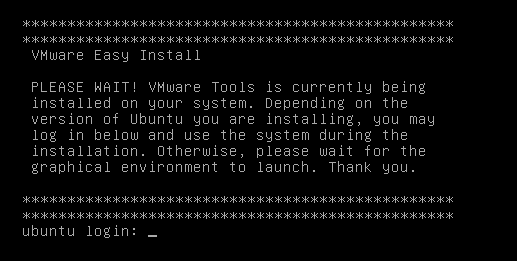 ************************************************
************************************************
VMware Easy Install
PLEASE WAIT! VMware Tools is currently being
installed on your system. Depending on the
version of Ubuntu you are installing, you may
log in below and use the system during the
installation. Otherwise, please wait for the
graphical environment to launch. Thank you.
************************************************
************************************************
ubuntu login: _